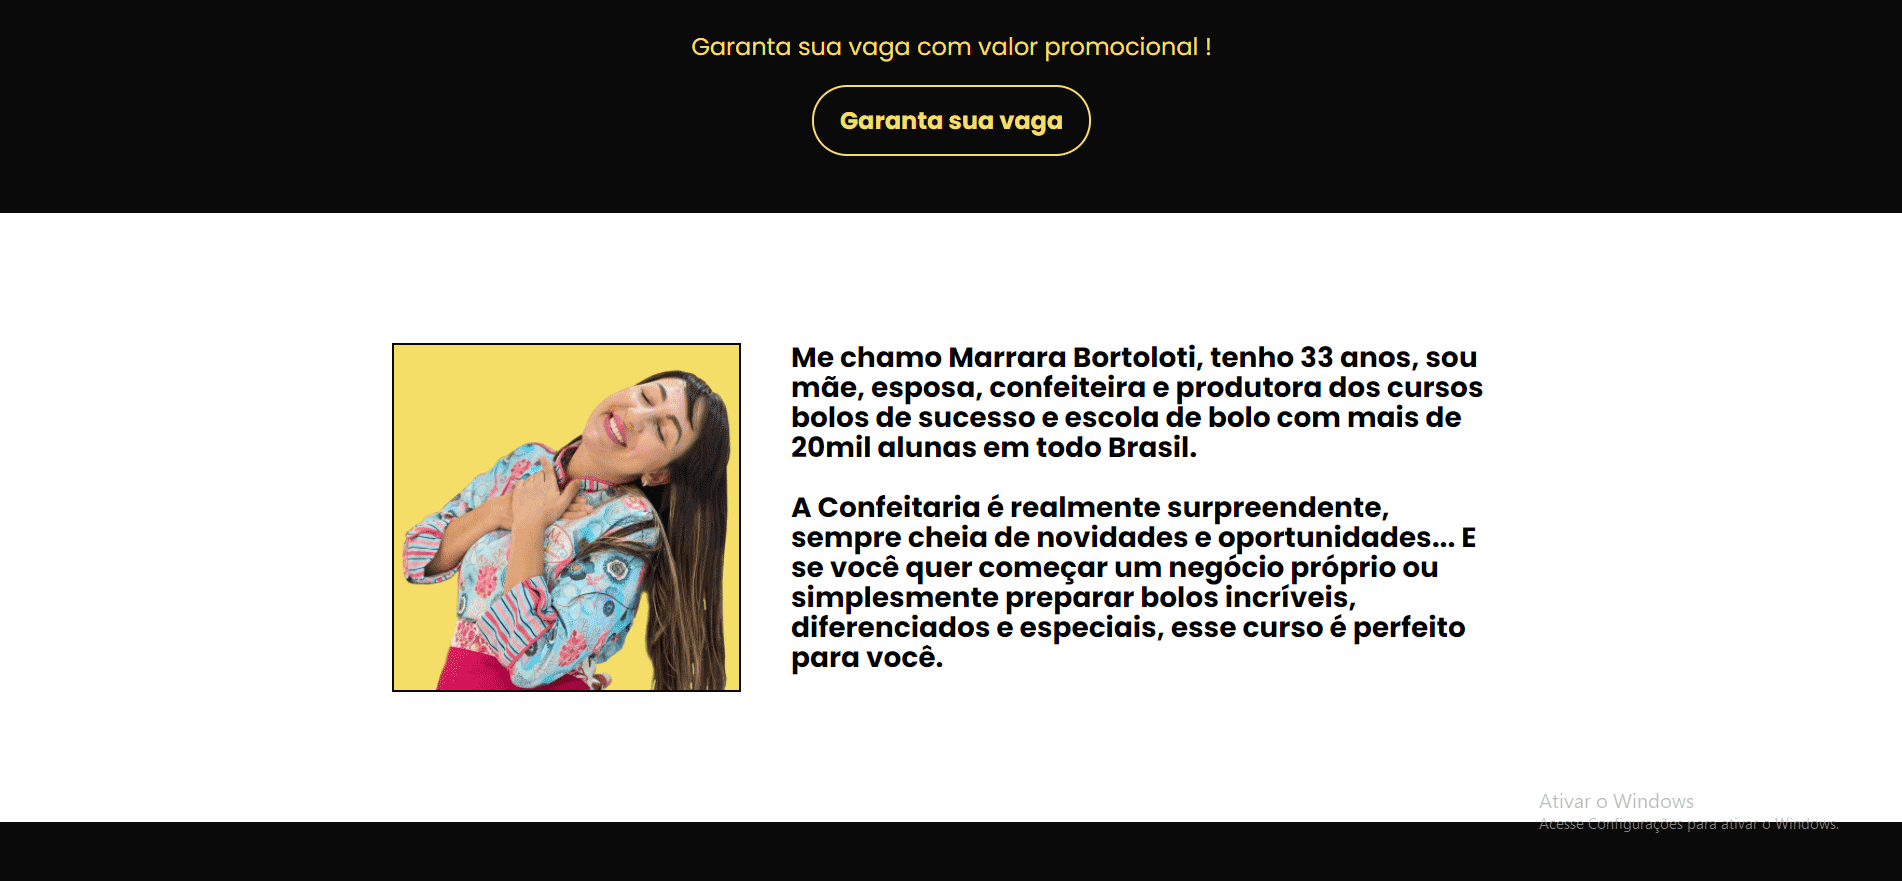 Garanta sua vaga com valor promocional !
Garanta sua vaga
Me chamo Marrara Bortoloti, tenho 33 anos, sou
mãe, esposa, confeiteira e produtora dos cursos
bolos de sucesso e escola de bolo com mais de
20mil alunas em todo Brasil.
A Confeitaria é realmente surpreendente,
sempre cheia de novidades e oportunidades... E
se você quer começar um negócio próprio ou
simplesmente preparar bolos incríveis,
diferenciados e especiais, esse curso é perfeito
para você.
Ativar o Windows
Acesse Configurações para ativar o Windows.